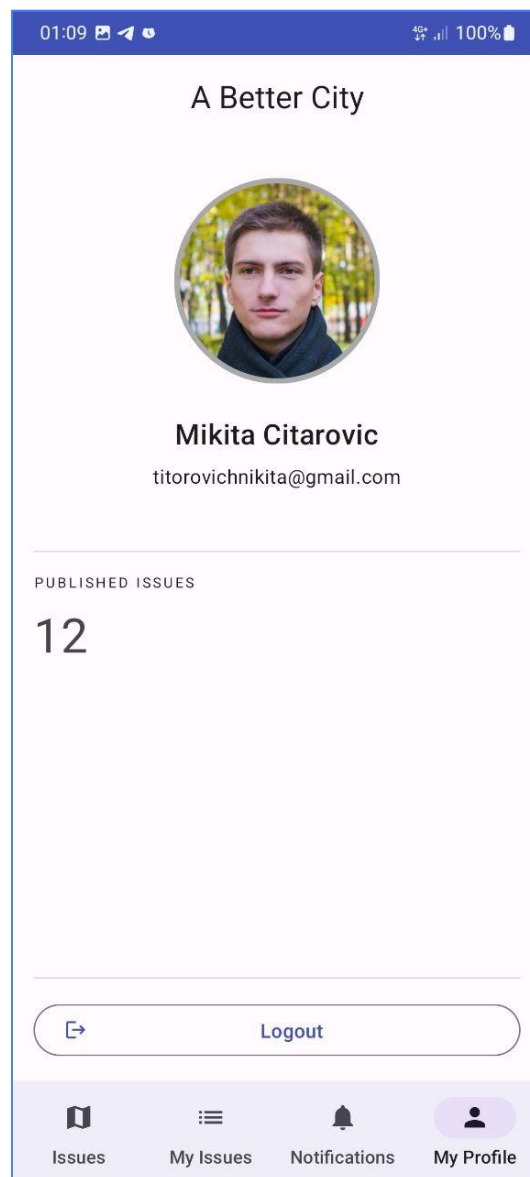 01:09 4G+ 100%
A Better City
Mikita Citarovic
titorovichnikita@gmail.com
PUBLISHED ISSUES
12
Logout
Issues My Issues Notifications My Profile